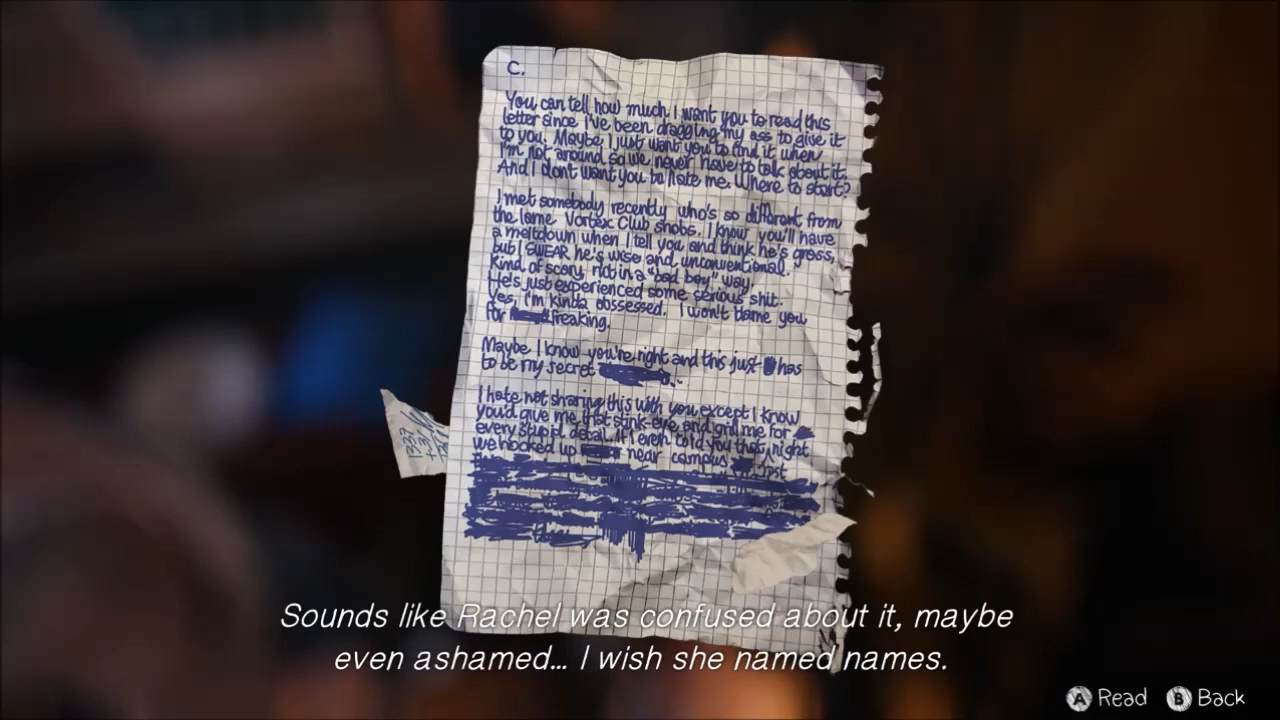 C.
You can tell how much I want you to read this
letter since I've been dragging my ass to give it
to you. Maybe I just want you to find it when
I'm not around so we never have to talk about it.
And I don't want you to hate me. Where to start?
I met somebody recently who's so different from
the lame Vortex Club snobs. I know you'll have
a meltdown when I tell you and think he's gross,
but I SWEAR he's wise and unconventional.
Kind of scary, not in a "bad boy" way.
He's just experienced some serious shit.
Yes, I'm kinda obsessed. I won't blame you
for freaking.
Maybe I know you're right and this just has
to be my secret
I hate not sharing this with you except I know
you'd give me that stink-eye and grill me for
every stupid detail. If I even told you that night
we hooked up near campus just
Sounds like Rachel was confused about it, maybe
even ashamed... I wish she named names.
A Read B Back